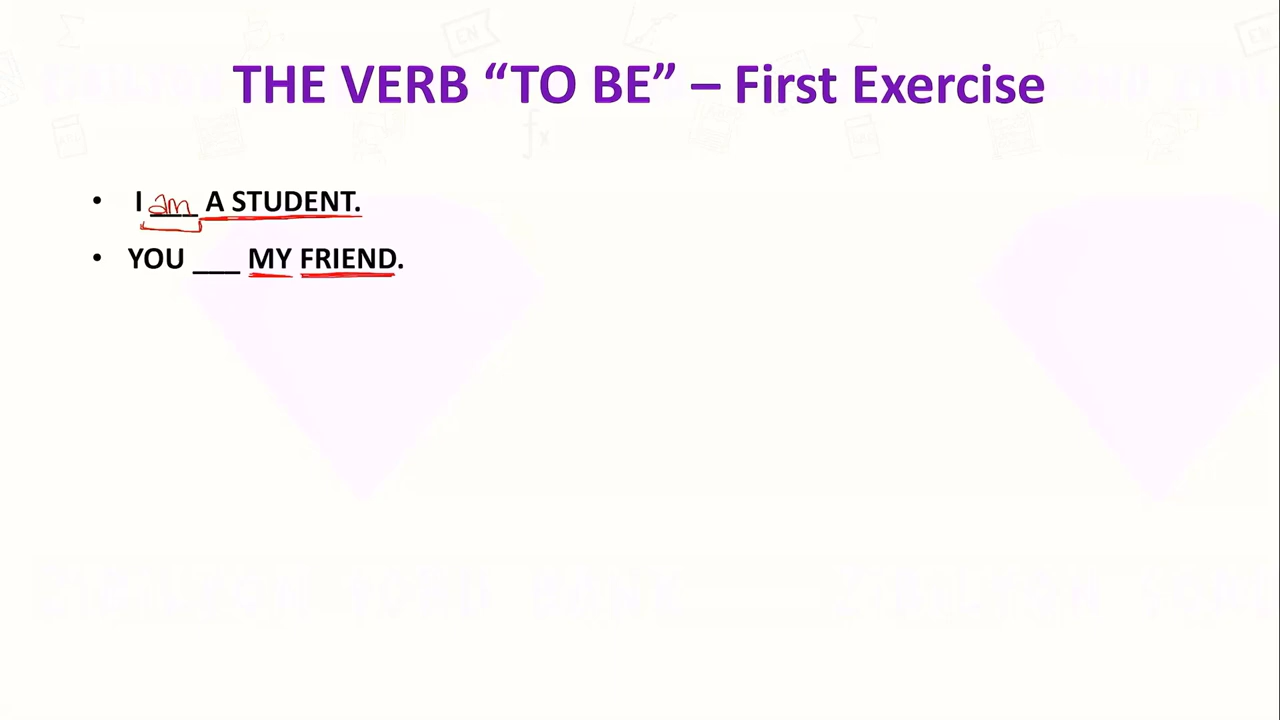 THE VERB “TO BE” – First Exercise
• I am A STUDENT.
• YOU ___ MY FRIEND.